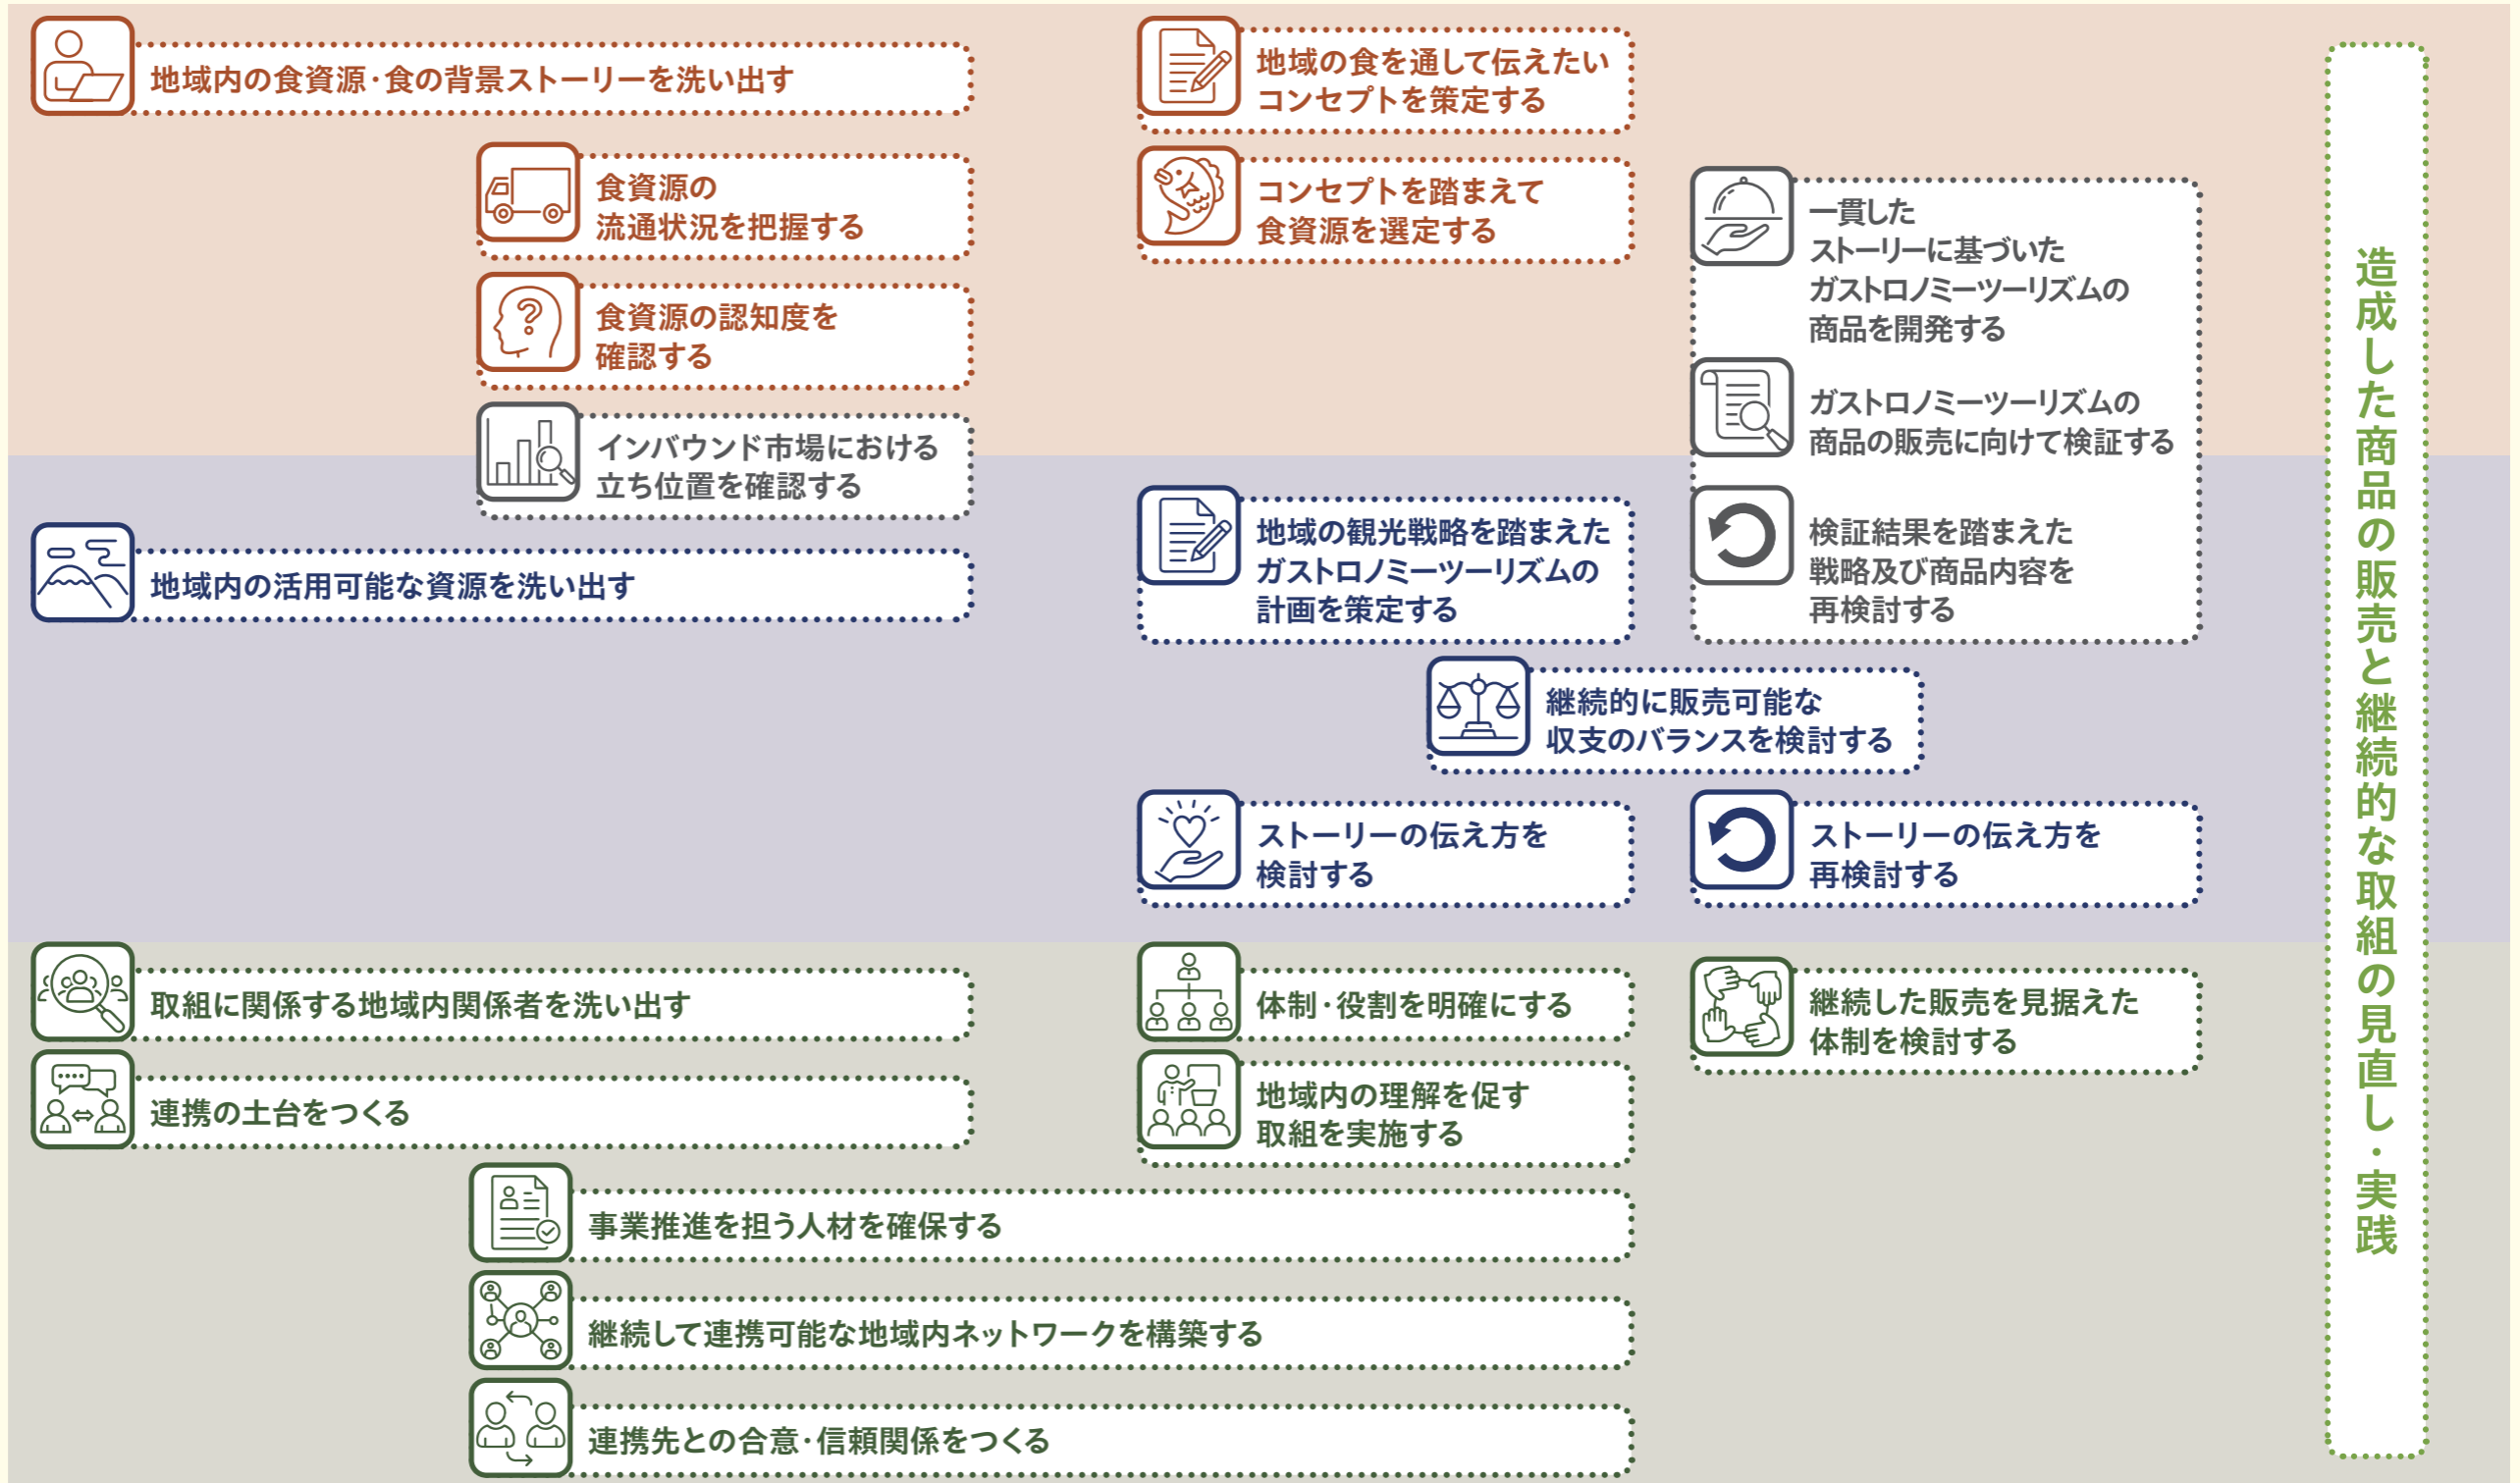 地域内の食資源・食の背景ストーリーを洗い出す
食資源の
流通状況を把握する
食資源の認知度を
確認する
インバウンド市場における
立ち位置を確認する
地域の食を通して伝えたい
コンセプトを策定する
コンセプトを踏まえて
食資源を選定する
一貫した
ストーリーに基づいた
ガストロノミーツーリズムの
商品を開発する
ガストロノミーツーリズムの
商品の販売に向けて検証する
検証結果を踏まえた
戦略及び商品内容を
再検討する
地域内の活用可能な資源を洗い出す
地域の観光戦略を踏まえた
ガストロノミーツーリズムの
計画を策定する
継続的に販売可能な
収支のバランスを検討する
ストーリーの伝え方を
検討する
ストーリーの伝え方を
再検討する
取組に関係する地域内関係者を洗い出す
連携の土台をつくる
体制・役割を明確にする
地域内の理解を促す
取組を実施する
継続した販売を見据えた
体制を検討する
事業推進を担う人材を確保する
継続して連携可能な地域内ネットワークを構築する
連携先との合意・信頼関係をつくる
造成した商品の販売と継続的な取組の見直し・実践